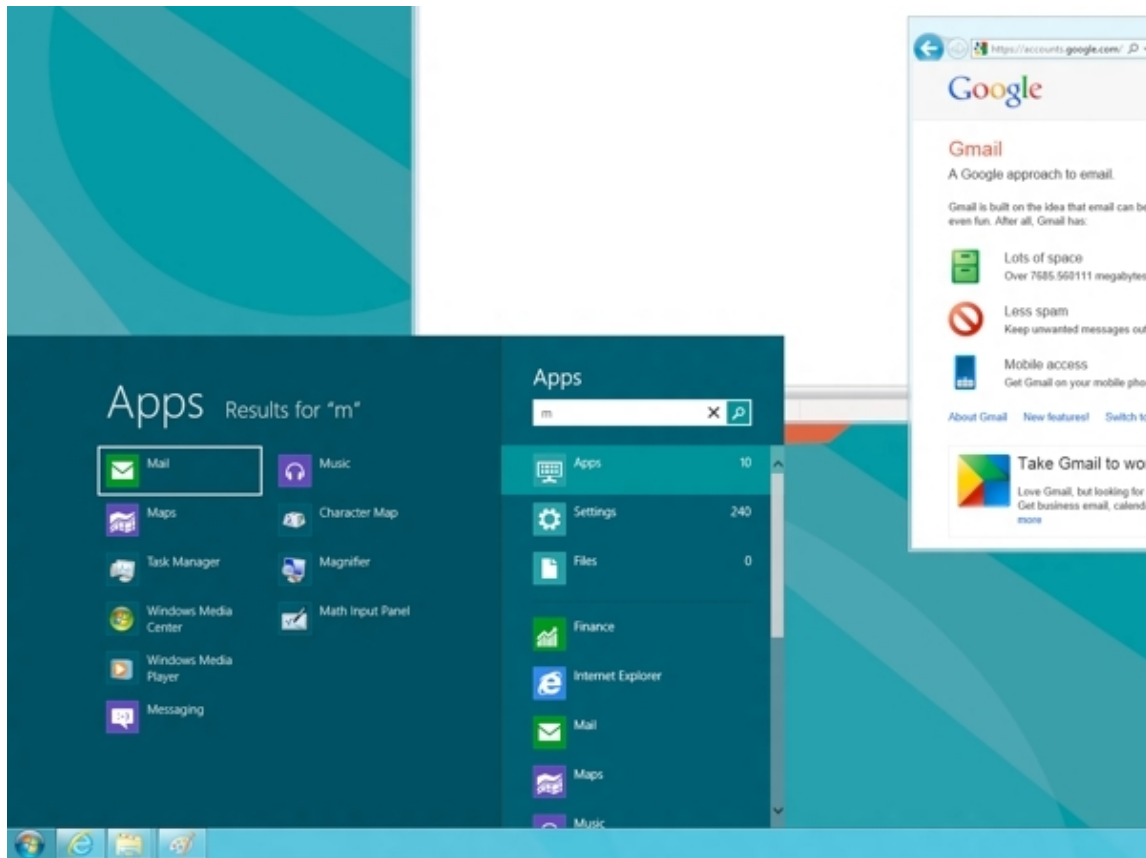 https://accounts.google.com/
Google
Gmail
A Google approach to email.
Gmail is built on the idea that email can be
even fun. After all, Gmail has:
Lots of space
Over 7685.560111 megabytes
Less spam
Keep unwanted messages out
Mobile access
Get Gmail on your mobile pho
About Gmail New features! Switch to
Take Gmail to wor
Love Gmail, but looking for
Get business email, calend
more
Apps Results for "m"
Mail
Music
Maps
Character Map
Task Manager
Magnifier
Windows Media
Center
Math Input Panel
Windows Media
Player
Messaging
Apps
m
Apps 10
Settings 240
Files 0
Finance
Internet Explorer
Mail
Maps
Music